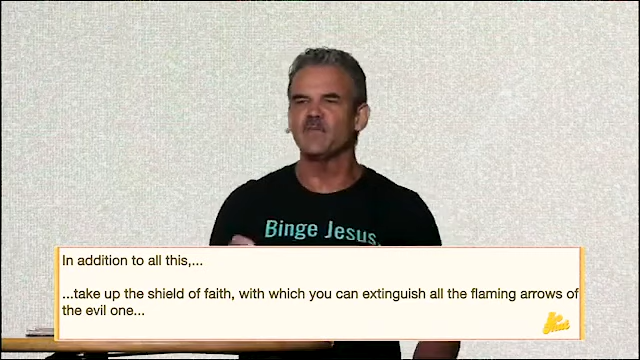 Binge Jesus.
In addition to all this,...
...take up the shield of faith, with which you can extinguish all the flaming arrows of
the evil one...